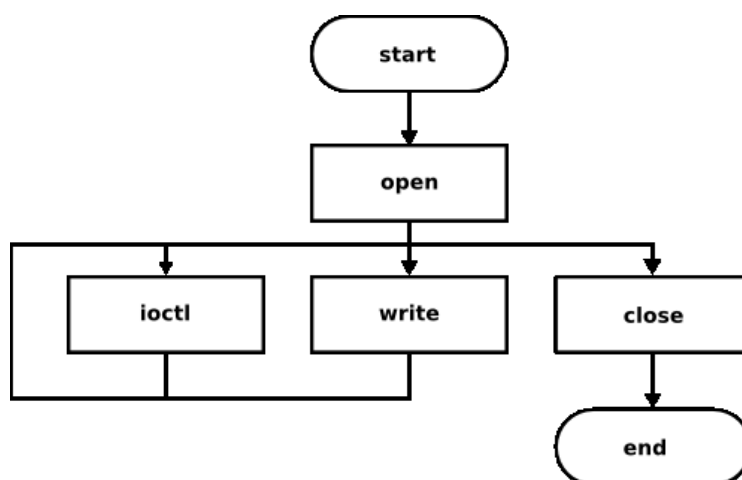 start
open
ioctl
write
close
end